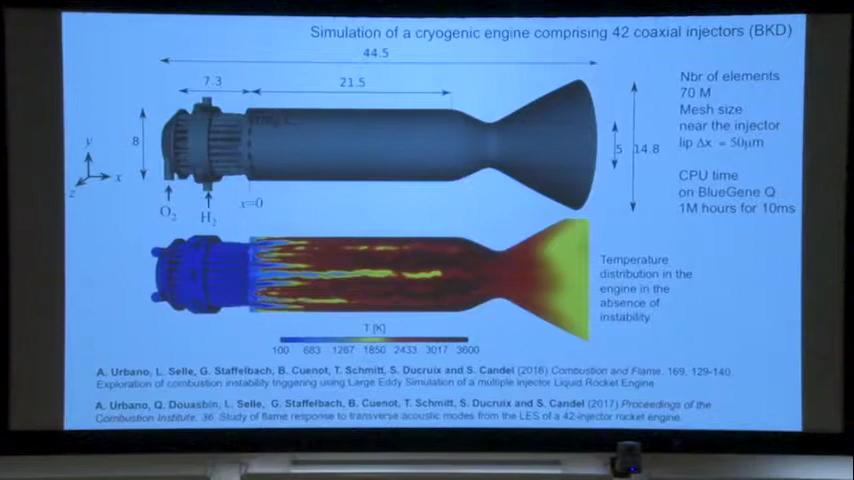 Simulation of a cryogenic engine comprising 42 coaxial injectors (BKD)
44.5
7.3
21.5
8
5
14.8
y
x
z
O2
H2
x=0
Nbr of elements
70 M
Mesh size
near the injector
lip Δx = 50μm
CPU time
on BlueGene Q
1M hours for 10ms
Temperature
distribution in the
engine in the
absence of
instability
T [K]
100 683 1267 1850 2433 3017 3600
A. Urbano, L. Selle, G. Staffelbach, B. Cuenot, T. Schmitt, S. Ducruix and S. Candel (2016) Combustion and Flame. 169, 129-140.
Exploration of combustion instability triggering using Large Eddy Simulation of a multiple injector Liquid Rocket Engine
A. Urbano, Q. Douasbin, L. Selle, G. Staffelbach, B. Cuenot, T. Schmitt, S. Ducruix and S. Candel (2017) Proceedings of the
Combustion Institute, 36. Study of flame response to transverse acoustic modes from the LES of a 42-injector rocket engine.